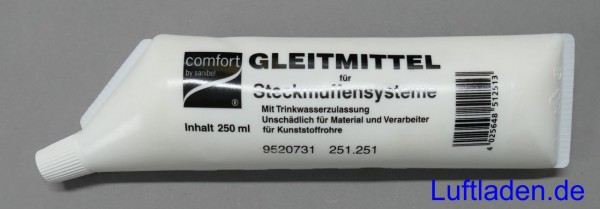 comfort
by sanibel
®
GLEITMITTEL
für
Steckmuffensysteme
Mit Trinkwasserzulassung
Unschädlich für Material und Verarbeiter
für Kunststoffrohre
Inhalt 250 ml
9520731 251.251
4 025648 512513
Luftladen.de